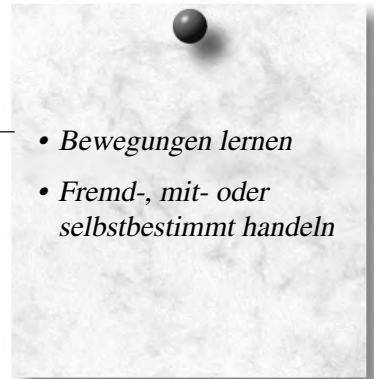 • Bewegungen lernen
• Fremd-, mit- oder
selbstbestimmt handeln